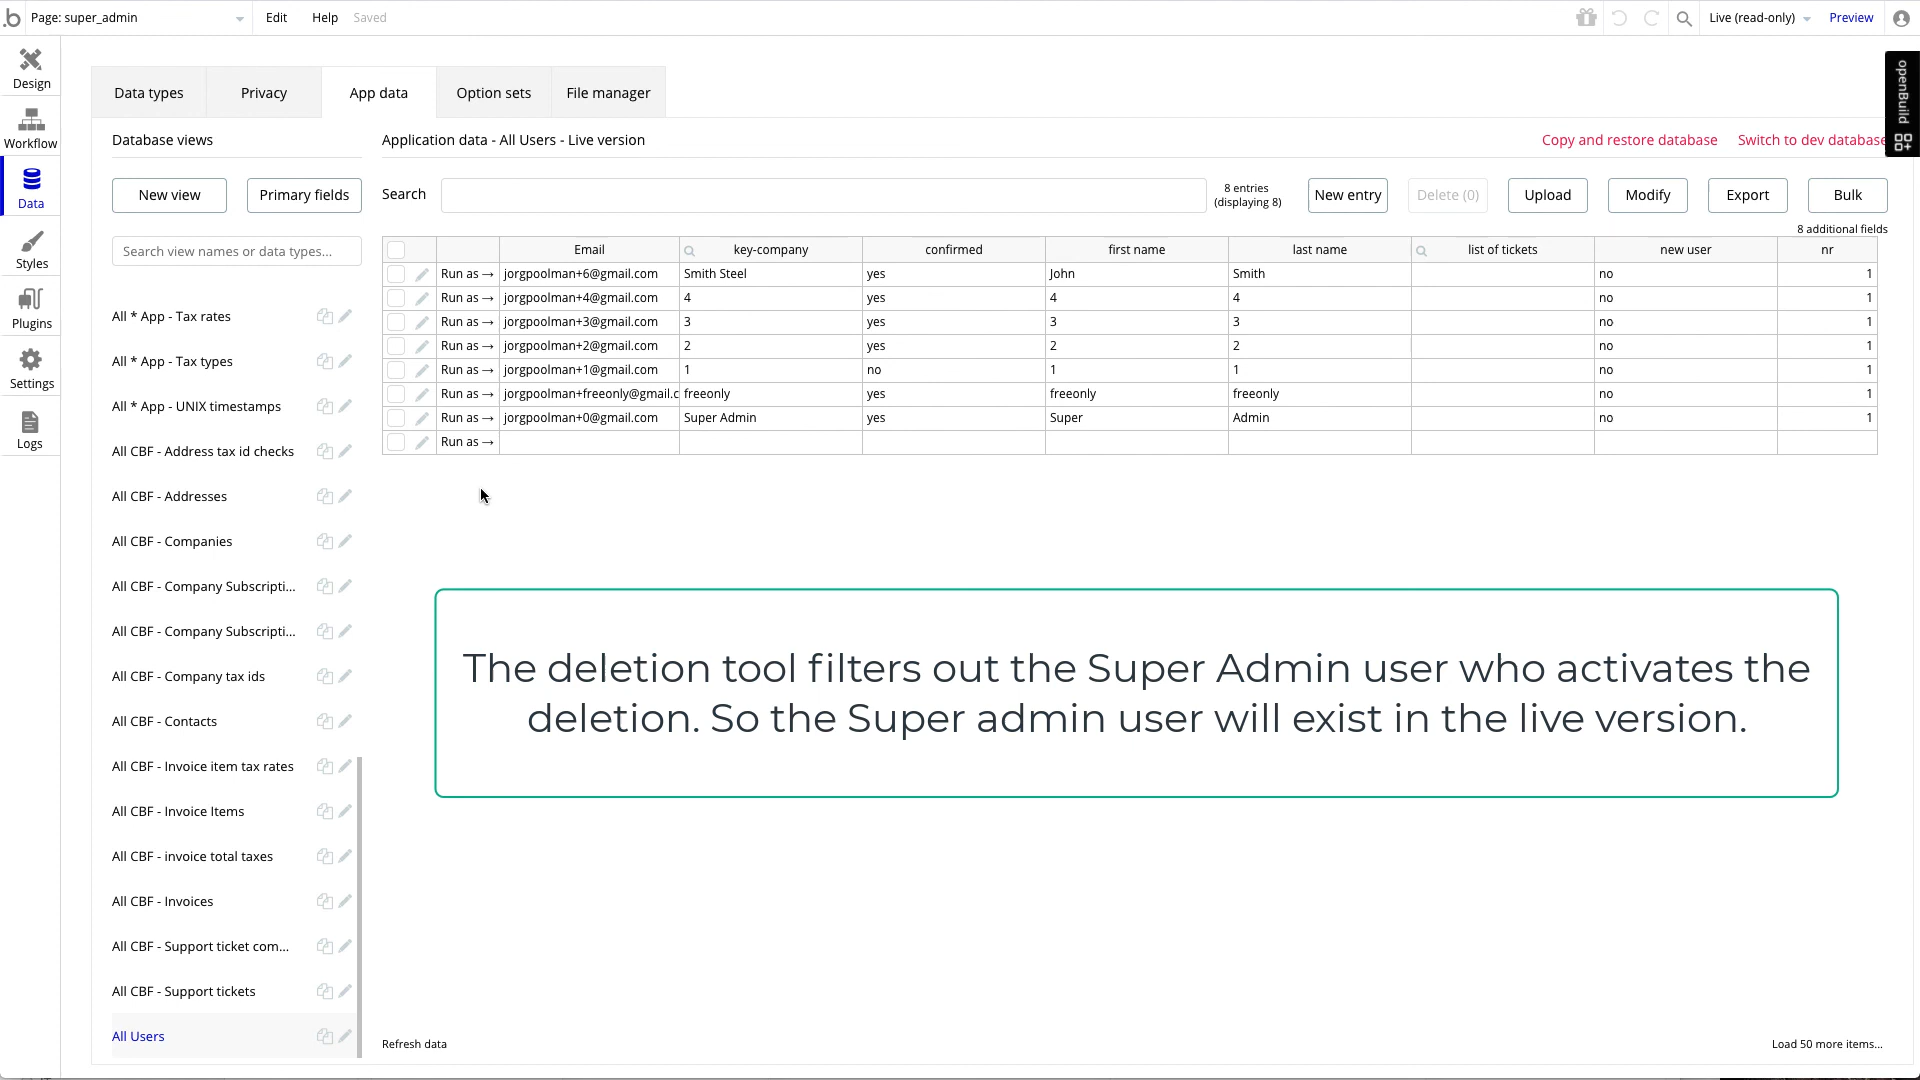 Page: super_admin Edit Help Saved Live (read-only) Preview
Design
Workflow
Data
Styles
Plugins
Settings
Logs
openBuild
Data types Privacy App data Option sets File manager
Database views
New view Primary fields
Search view names or data types...
All * App - Tax rates
All * App - Tax types
All * App - UNIX timestamps
All CBF - Address tax id checks
All CBF - Addresses
All CBF - Companies
All CBF - Company Subscripti...
All CBF - Company Subscripti...
All CBF - Company tax ids
All CBF - Contacts
All CBF - Invoice item tax rates
All CBF - Invoice Items
All CBF - invoice total taxes
All CBF - Invoices
All CBF - Support ticket com...
All CBF - Support tickets
All Users
Application data - All Users - Live version Copy and restore database Switch to dev database
Search 8 entries (displaying 8) New entry Delete (0) Upload Modify Export Bulk
8 additional fields
Email key-company confirmed first name last name list of tickets new user nr
Run as → jorgpoolman+6@gmail.com Smith Steel yes John Smith no 1
Run as → jorgpoolman+4@gmail.com 4 yes 4 4 no 1
Run as → jorgpoolman+3@gmail.com 3 yes 3 3 no 1
Run as → jorgpoolman+2@gmail.com 2 yes 2 2 no 1
Run as → jorgpoolman+1@gmail.com 1 no 1 1 no 1
Run as → jorgpoolman+freeonly@gmail.c freeonly yes freeonly freeonly no 1
Run as → jorgpoolman+0@gmail.com Super Admin yes Super Admin no 1
Run as →
The deletion tool filters out the Super Admin user who activates the
deletion. So the Super admin user will exist in the live version.
Refresh data Load 50 more items...